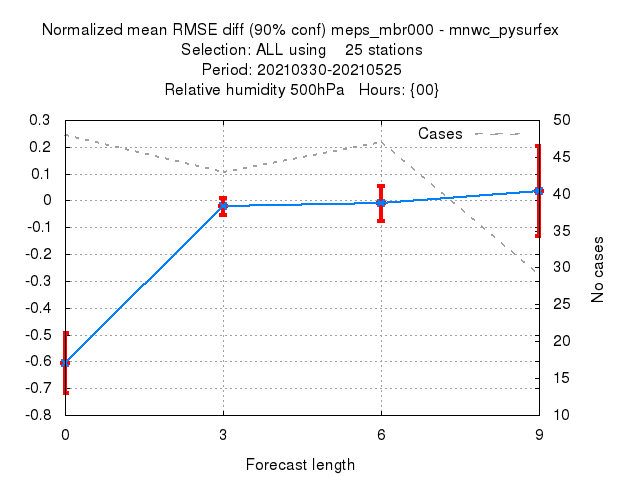 Normalized mean RMSE diff (90% conf) meps_mbr000 - mnwc_pysurfex
Selection: ALL using    25 stations
Period: 20210330-20210525
Relative humidity 500hPa   Hours: {00}
Cases
0.3
0.2
0.1
0
-0.1
-0.2
-0.3
-0.4
-0.5
-0.6
-0.7
-0.8
50
45
40
35
30
25
20
15
10
No cases
0 3 6 9
Forecast length